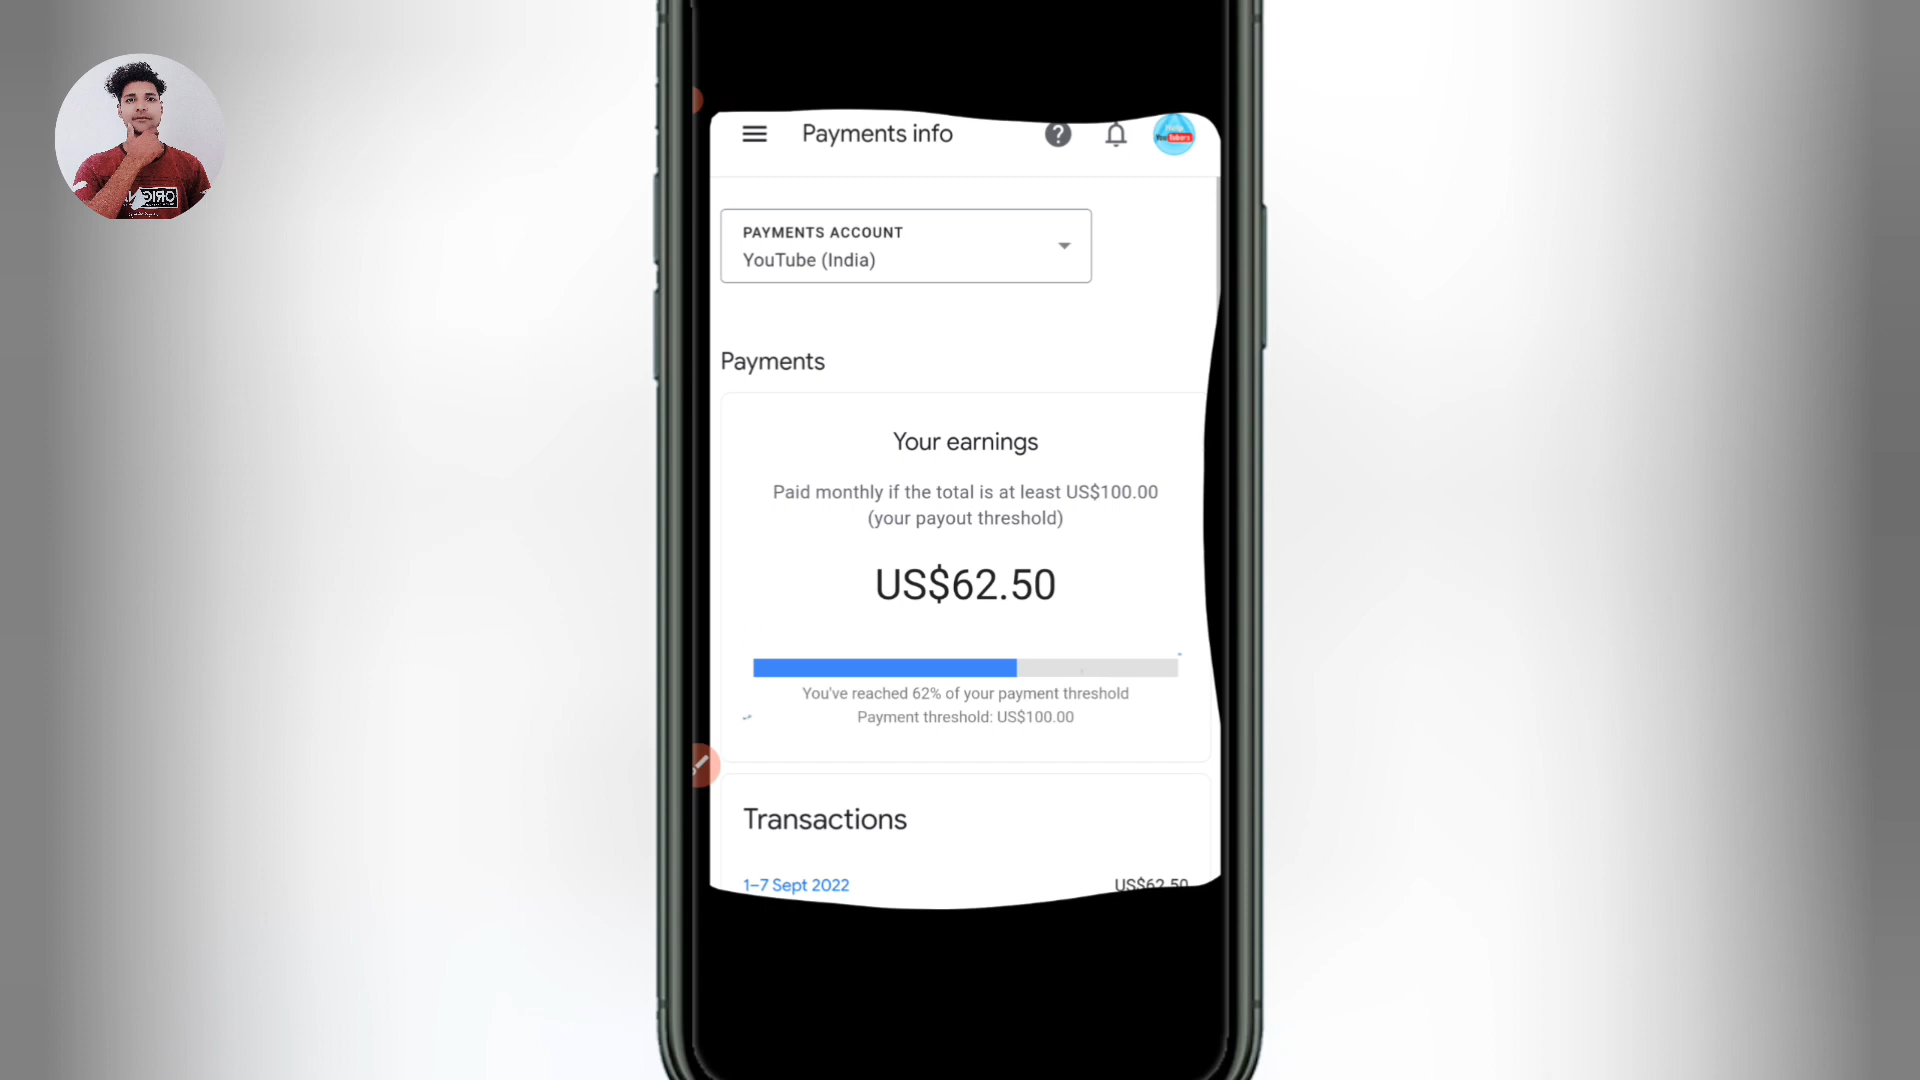 Payments info
PAYMENTS ACCOUNT
YouTube (India)
Payments
Your earnings
Paid monthly if the total is at least US$100.00
(your payout threshold)
US$62.50
You've reached 62% of your payment threshold
Payment threshold: US$100.00
Transactions
1–7 Sept 2022 US$62.50